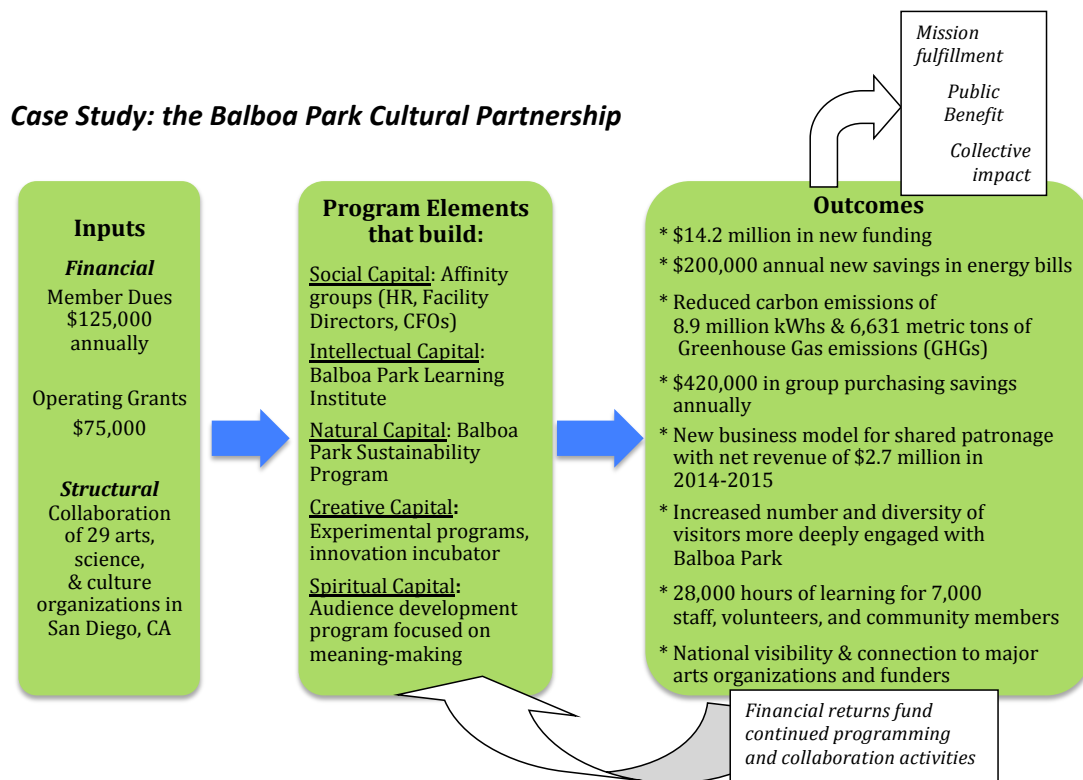 Mission
fulfillment
Public
Benefit
Collective
impact
Case Study: the Balboa Park Cultural Partnership
Inputs
Financial
Member Dues
$125,000
annually
Operating Grants
$75,000
Structural
Collaboration
of 29 arts,
science,
& culture
organizations in
San Diego, CA
Program Elements
that build:
Social Capital: Affinity
groups (HR, Facility
Directors, CFOs)
Intellectual Capital:
Balboa Park Learning
Institute
Natural Capital: Balboa
Park Sustainability
Program
Creative Capital:
Experimental programs,
innovation incubator
Spiritual Capital:
Audience development
program focused on
meaning-making
Outcomes
* $14.2 million in new funding
* $200,000 annual new savings in energy bills
* Reduced carbon emissions of
8.9 million kWhs & 6,631 metric tons of
Greenhouse Gas emissions (GHGs)
* $420,000 in group purchasing savings
annually
* New business model for shared patronage
with net revenue of $2.7 million in
2014-2015
* Increased number and diversity of
visitors more deeply engaged with
Balboa Park
* 28,000 hours of learning for 7,000
staff, volunteers, and community members
* National visibility & connection to major
arts organizations and funders
Financial returns fund
continued programming
and collaboration activities